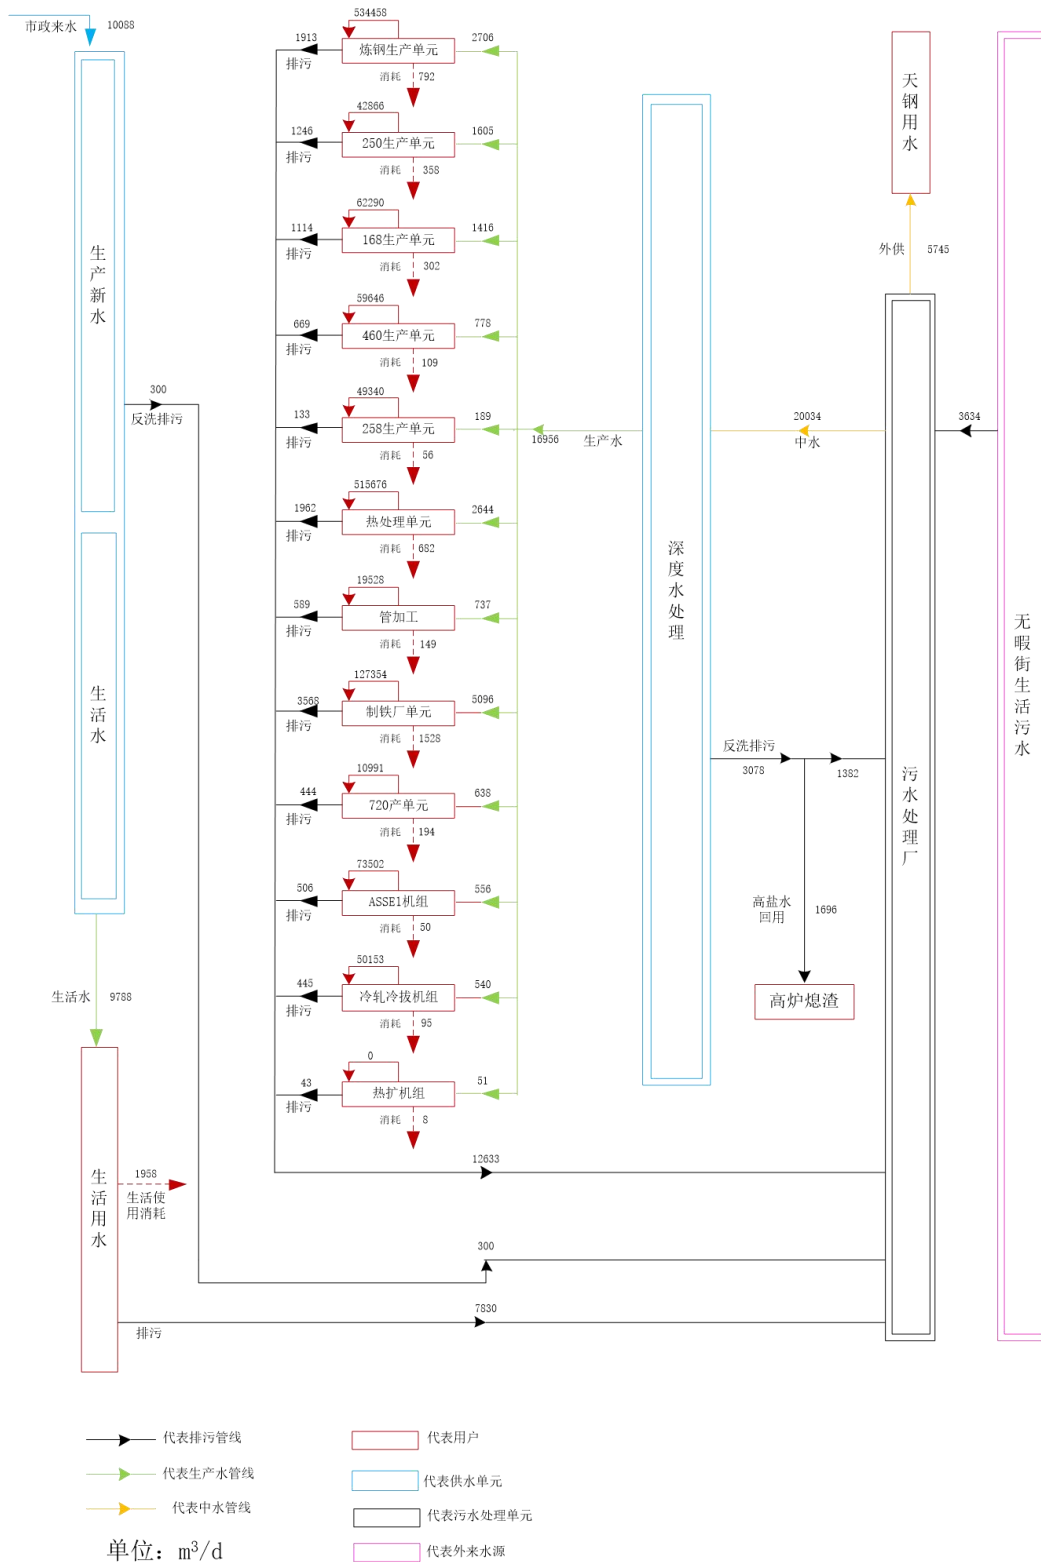 市政来水
10088
生产新水
生活水
300
反洗排污
生活水
9788
生活用水
1958
生活使
用消耗
排污
7830
300
12633
534458
1913
排污
炼钢生产单元
2706
消耗
792
42866
1246
排污
250生产单元
1605
消耗
358
62290
1114
排污
168生产单元
1416
消耗
302
59646
669
排污
460生产单元
778
消耗
109
49340
133
排污
258生产单元
189
消耗
56
515676
1962
排污
热处理单元
2644
消耗
682
19528
589
排污
管加工
737
消耗
149
127354
3568
排污
制铁厂单元
5096
消耗
1528
10991
444
排污
720产单元
638
消耗
194
73502
506
排污
ASSE1机组
556
消耗
50
50153
445
排污
冷轧冷拔机组
540
消耗
95
0
43
排污
热扩机组
51
消耗
8
16956
生产水
深度水处理
20034
中水
反洗排污
3078
1382
高盐水
回用
1696
高炉熄渣
天钢用水
外供
5745
污水处理厂
3634
无暇街生活污水
代表排污管线
代表用户
代表生产水管线
代表供水单元
代表中水管线
代表污水处理单元
单位：m³/d
代表外来水源